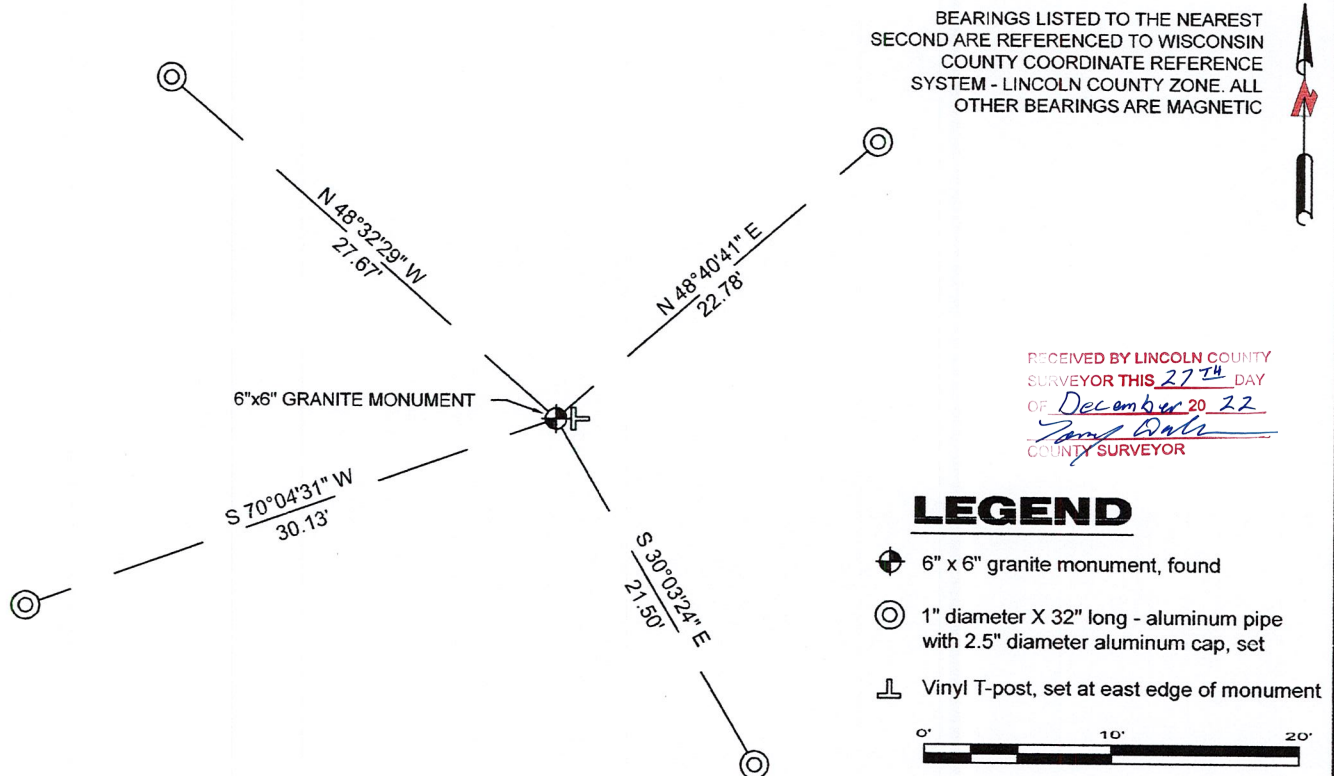 BEARINGS LISTED TO THE NEAREST
SECOND ARE REFERENCED TO WISCONSIN
COUNTY COORDINATE REFERENCE
SYSTEM - LINCOLN COUNTY ZONE. ALL
OTHER BEARINGS ARE MAGNETIC
N
N 48°32'29" W
27.67'
N 48°40'41" E
22.78'
6"x6" GRANITE MONUMENT
S 70°04'31" W
30.13'
S 30°03'24" E
21.50'
RECEIVED BY LINCOLN COUNTY
SURVEYOR THIS 27TH DAY
OF December 20 22
COUNTY SURVEYOR
LEGEND
6" x 6" granite monument, found
1" diameter X 32" long - aluminum pipe
with 2.5" diameter aluminum cap, set
Vinyl T-post, set at east edge of monument
0' 10' 20'